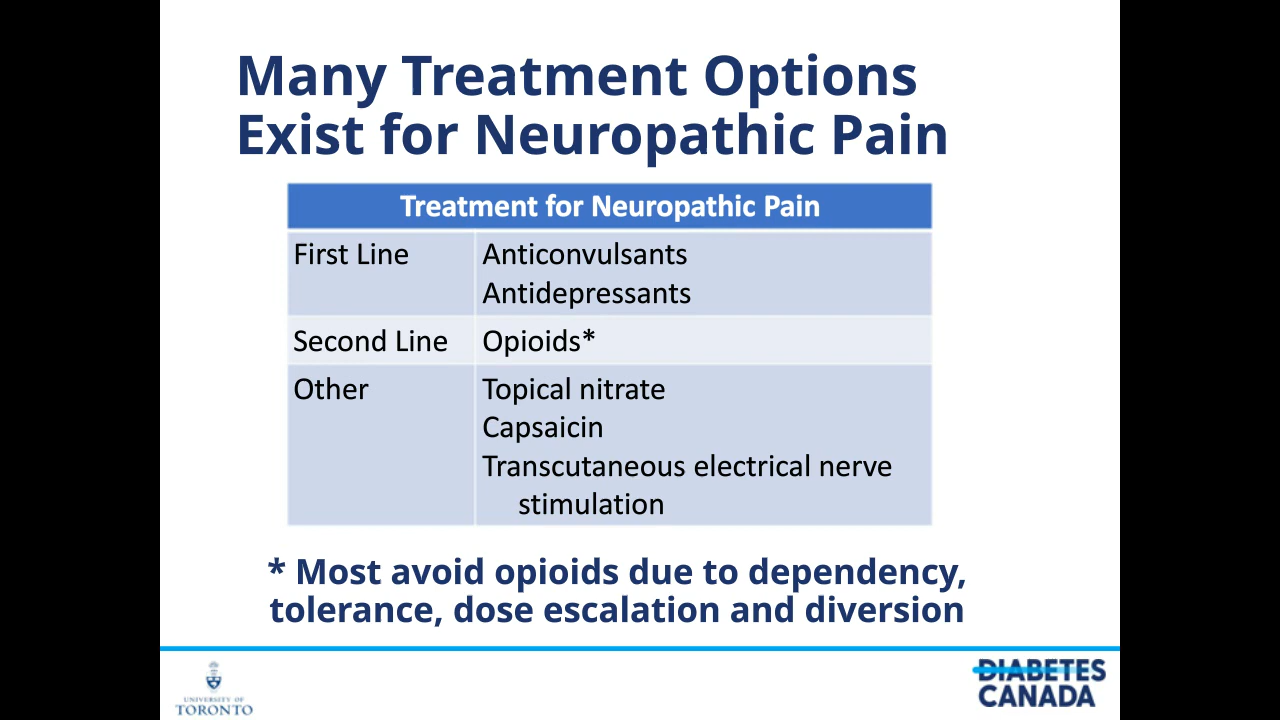 Many Treatment Options
Exist for Neuropathic Pain
Treatment for Neuropathic Pain
First Line
Anticonvulsants
Antidepressants
Second Line
Opioids*
Other
Topical nitrate
Capsaicin
Transcutaneous electrical nerve
stimulation
* Most avoid opioids due to dependency,
tolerance, dose escalation and diversion
UNIVERSITY OF
TORONTO
DIABETES
CANADA